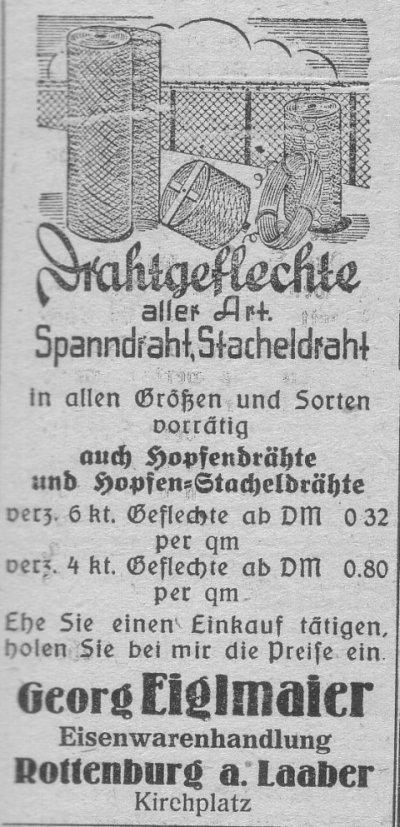 Drahtgeflechte
aller Art.
Spanndraht, Stacheldraht
in allen Größen und Sorten
vorrätig
auch Hopfendrähte
und Hopfen-Stacheldrähte
verz. 6 kt. Geflechte ab DM 0 32
per qm
verz. 4 kt. Geflechte ab DM 0.80
per qm
Ehe Sie einen Einkauf tätigen,
holen Sie bei mir die Preise ein.
Georg Eiglmaier
Eisenwarenhandlung
Rottenburg a. Laaber
Kirchplatz